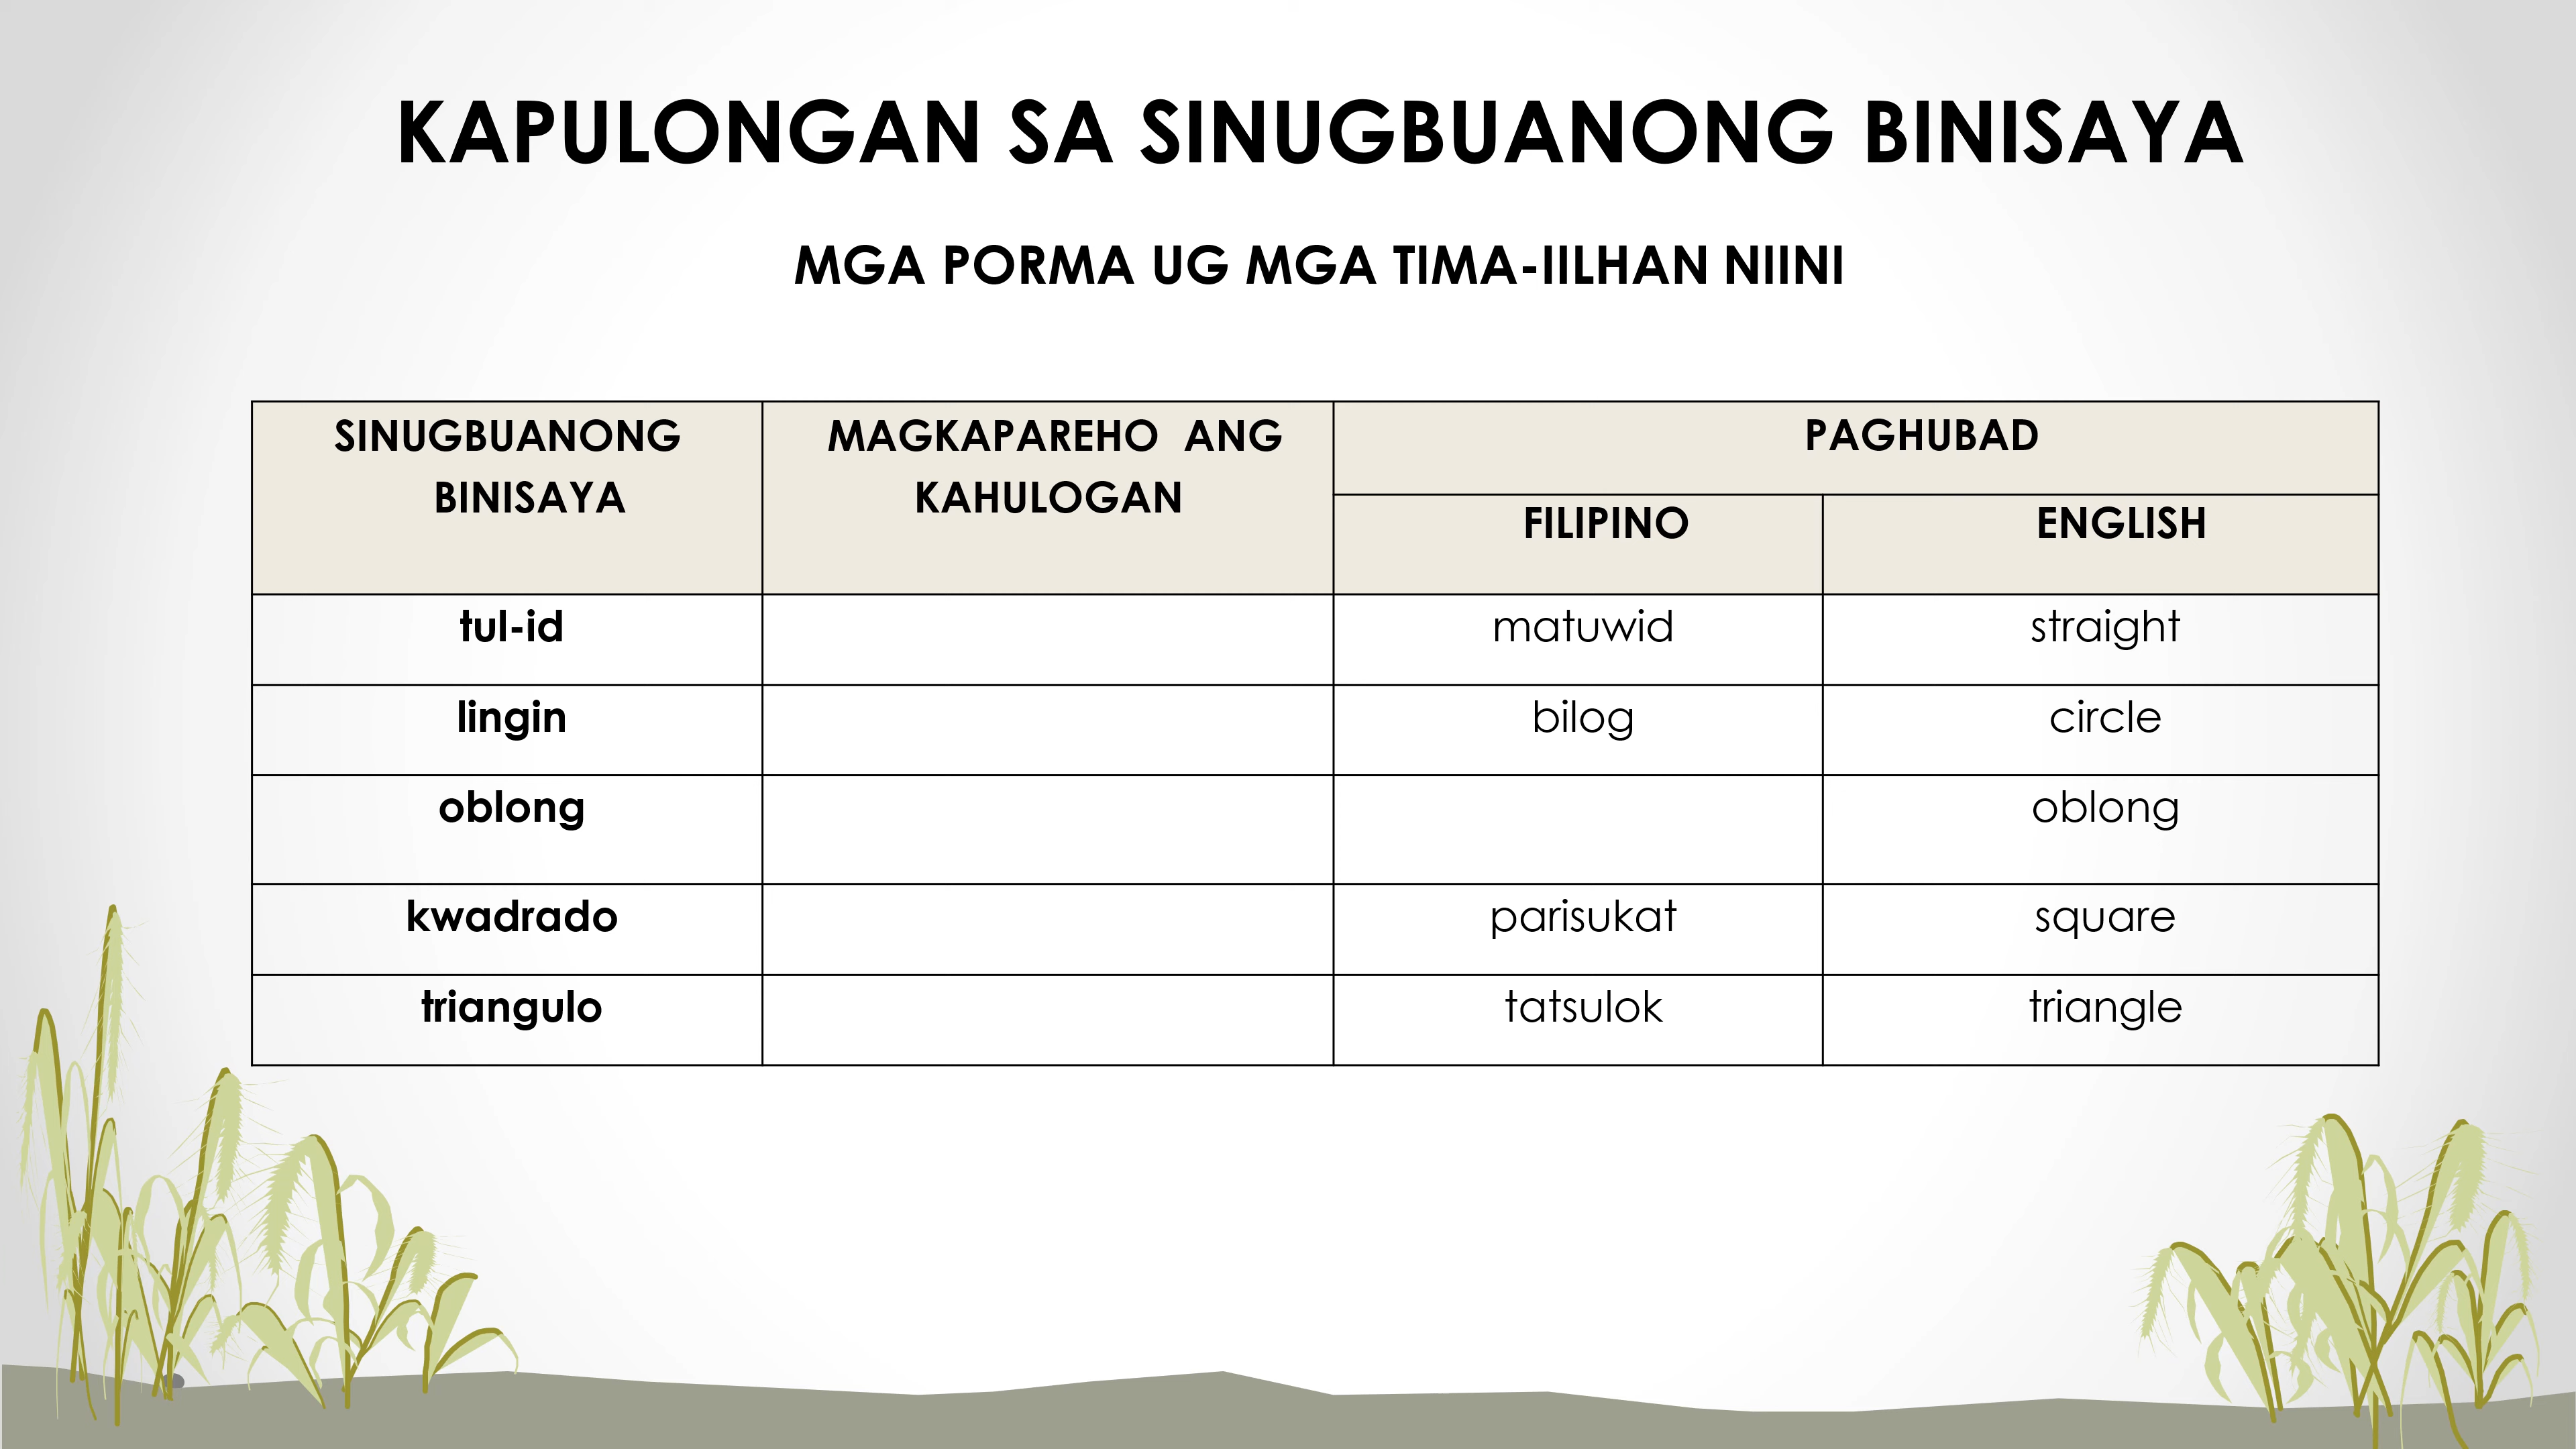 KAPULONGAN SA SINUGBUANONG BINISAYA
MGA PORMA UG MGA TIMA-IILHAN NIINI
SINUGBUANONG BINISAYA
MAGKAPAREHO ANG KAHULOGAN
PAGHUBAD
FILIPINO
ENGLISH
tul-id
matuwid
straight
lingin
bilog
circle
oblong
oblong
kwadrado
parisukat
square
triangulo
tatsulok
triangle